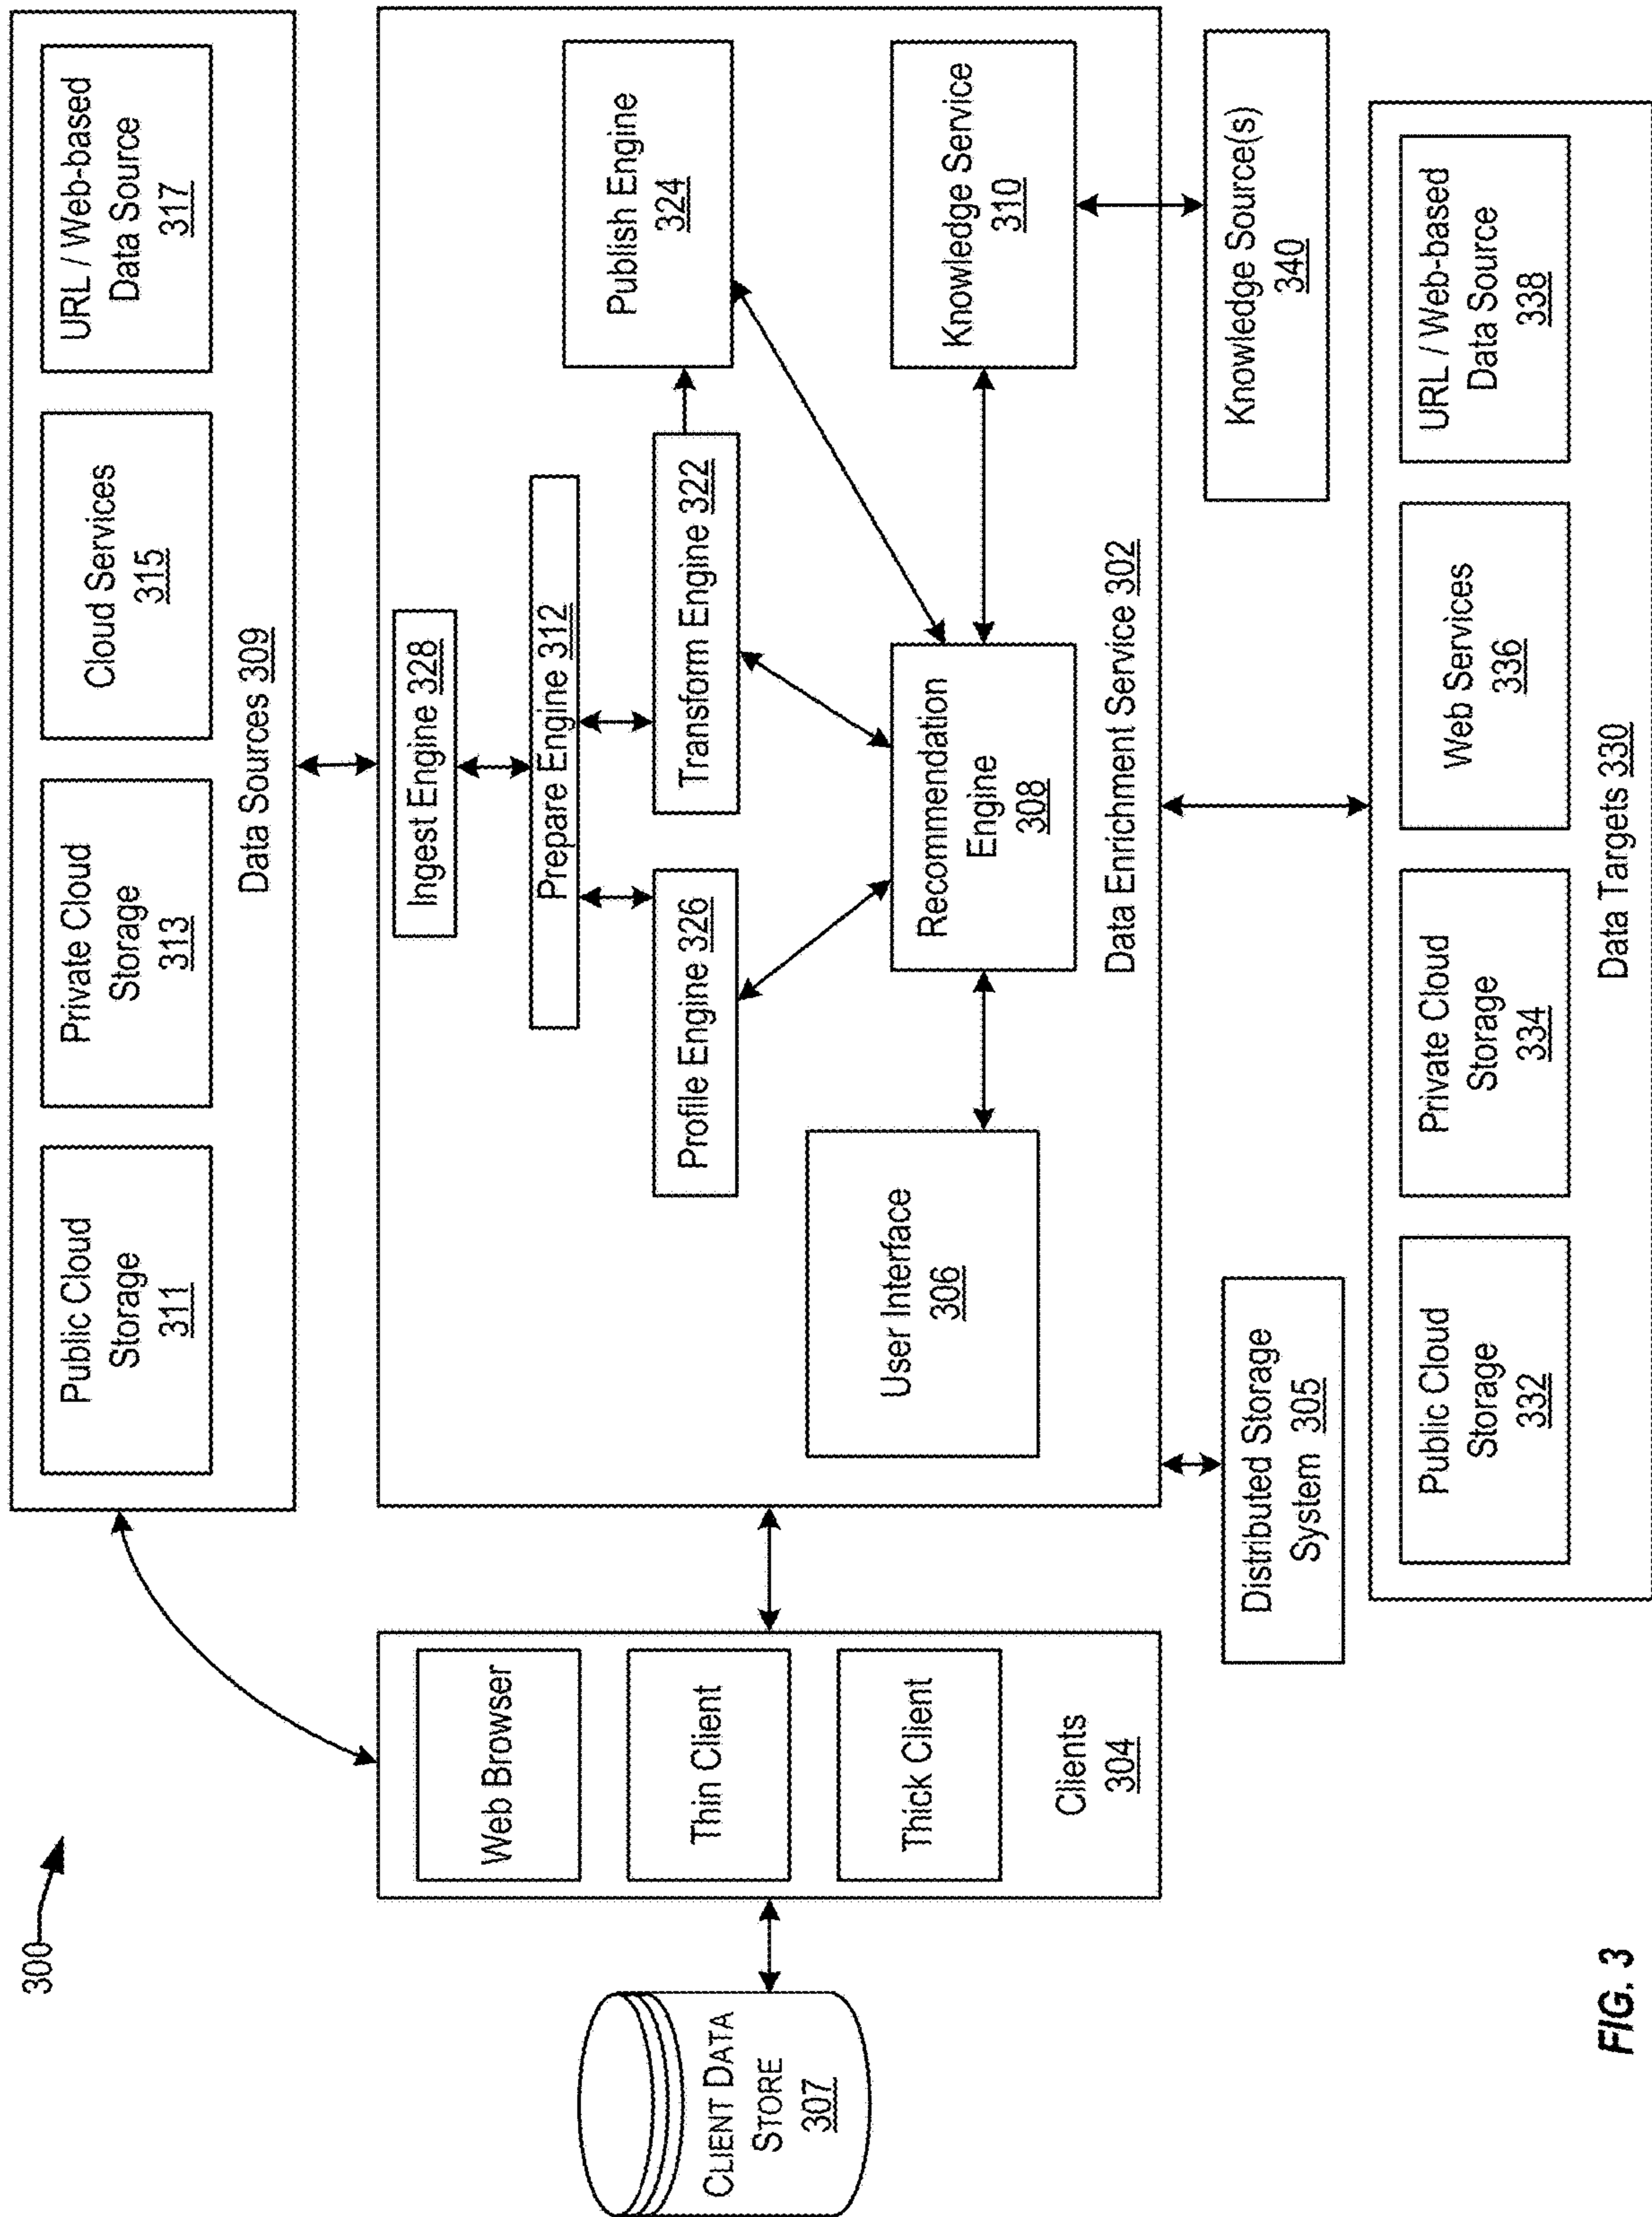 300
Public Cloud
Storage
311
Private Cloud
Storage
313
Cloud Services
315
URL / Web-based
Data Source
317
Data Sources 309
Web Browser
Thin Client
Thick Client
Clients
304
CLIENT DATA
STORE
307
Ingest Engine 328
Prepare Engine 312
Profile Engine 326
Transform Engine 322
Publish Engine
324
User Interface
306
Recommendation
Engine
308
Knowledge Service
310
Data Enrichment Service 302
Distributed Storage
System 305
Knowledge Source(s)
340
Public Cloud
Storage
332
Private Cloud
Storage
334
Web Services
336
URL / Web-based
Data Source
338
Data Targets 330
FIG. 3